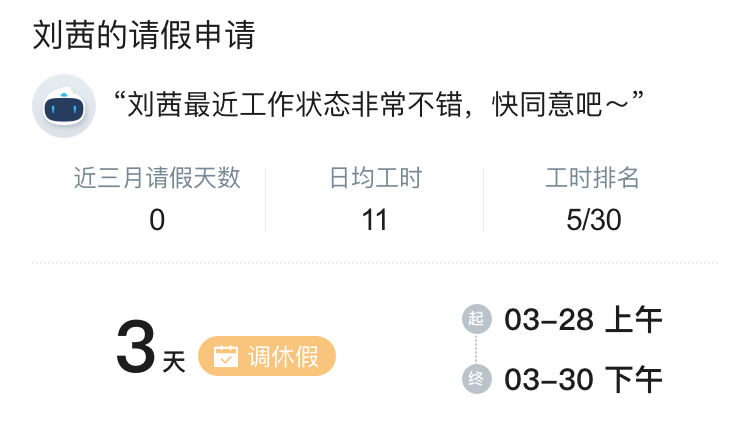 刘茜的请假申请
“刘茜最近工作状态非常不错，快同意吧～”
近三月请假天数 日均工时 工时排名
0 11 5/30
起 03-28 上午
3天 调休假
终 03-30 下午